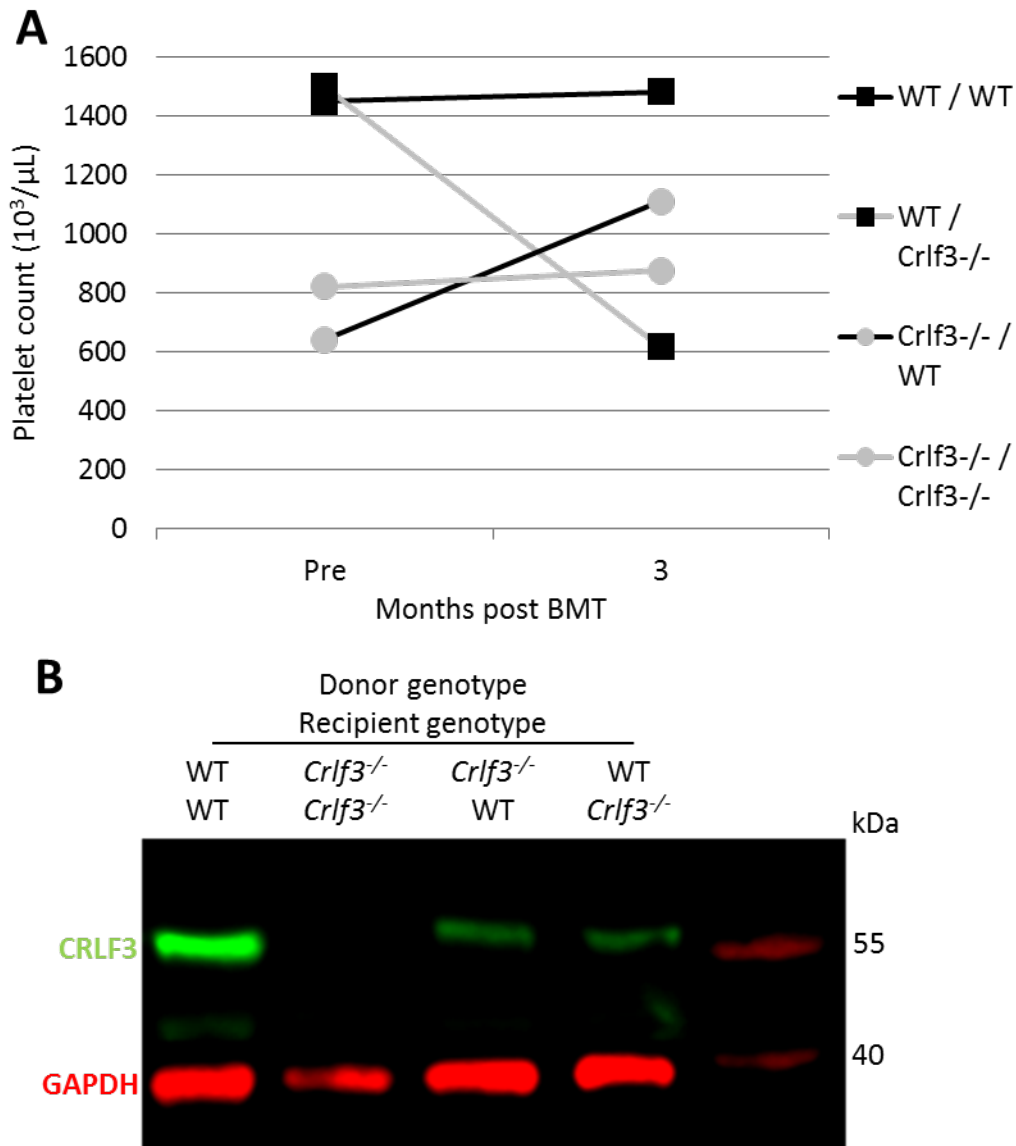 A
1600
1400
1200
1000
800
600
400
200
0
Platelet count (10³/µL)
Pre 3
Months post BMT
WT / WT
WT /
Crlf3-/-
Crlf3-/- /
WT
Crlf3-/- /
Crlf3-/-
B
Donor genotype
Recipient genotype
WT Crlf3-/- Crlf3-/- WT
WT Crlf3-/- WT Crlf3-/-
kDa
CRLF3
55
40
GAPDH